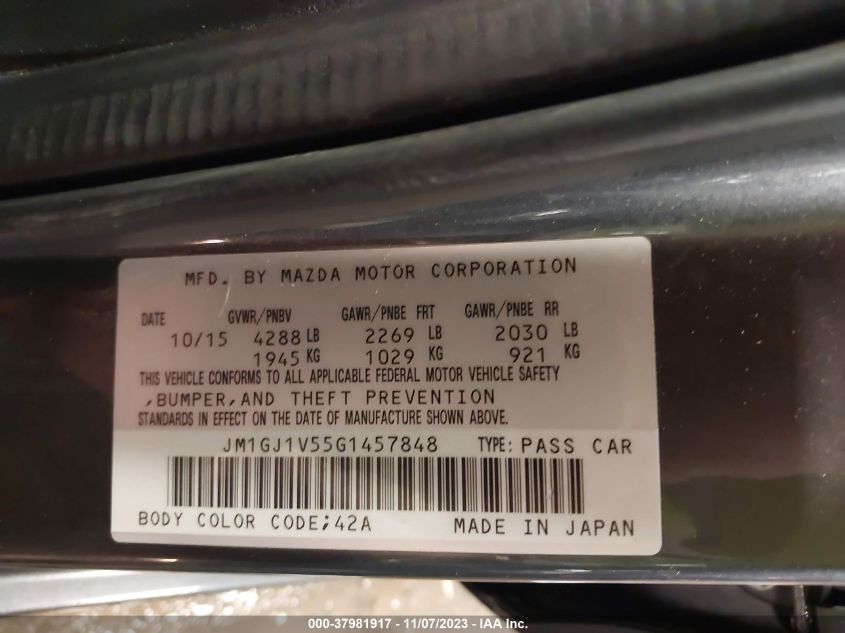 MFD. BY MAZDA MOTOR CORPORATION
DATE GVWR/PNBV GAWR/PNBE FRT GAWR/PNBE RR
10/15 4288 LB 2269 LB 2030 LB
1945 KG 1029 KG 921 KG
THIS VEHICLE CONFORMS TO ALL APPLICABLE FEDERAL MOTOR VEHICLE SAFETY
,BUMPER,AND THEFT PREVENTION
STANDARDS IN EFFECT ON THE DATE OF MANUFACTURE SHOWN ABOVE.
JM1GJ1V55G1457848 TYPE: PASS CAR
BODY COLOR CODE;42A MADE IN JAPAN
000-37981917 — 11/07/2023 — IAA Inc.